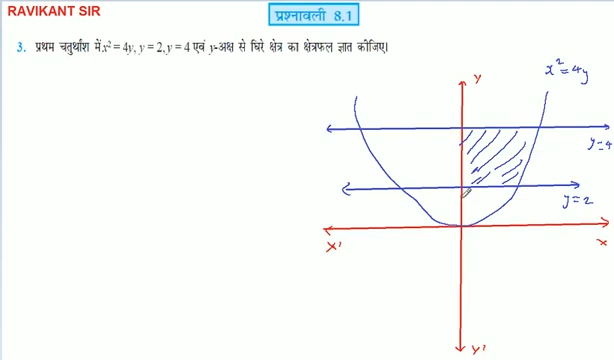 RAVIKANT SIR
प्रश्नावली 8.1
3. प्रथम चतुर्थांश में x² = 4y, y = 2, y = 4 एवं y-अक्ष से घिरे क्षेत्र का क्षेत्रफल ज्ञात कीजिए।
x²=4y
Y
y=4
y=2
X'
X
Y'